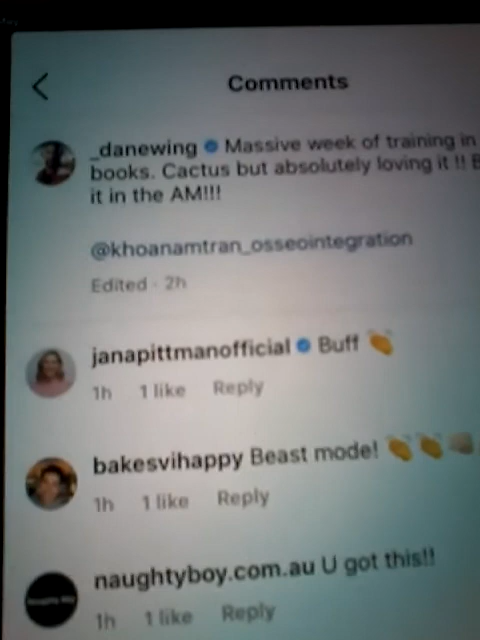 Comments
_danewing Massive week of training in
books. Cactus but absolutely loving it !!
it in the AM!!!
@khoanamtran_osseointegration
Edited · 2h
janapittmanofficial Buff 👏
1h 1 like Reply
bakesvihappy Beast mode! 👏👏
1h 1 like Reply
naughtyboy.com.au U got this!!
1h 1 like Reply